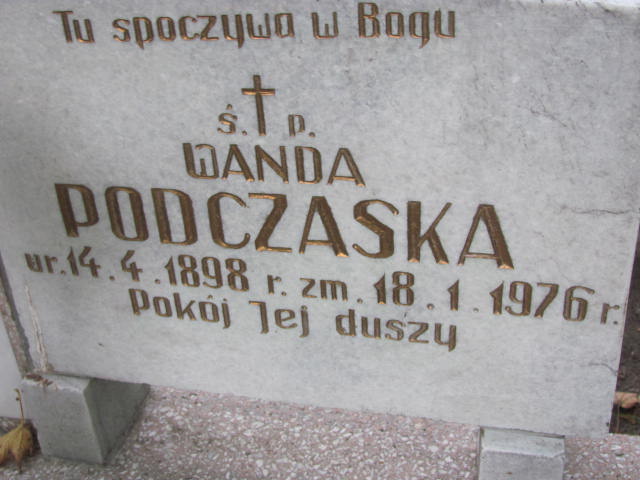 Tu spoczywa w Bogu
ś. p.
WANDA
PODCZASKA
ur. 14. 4. 1898 r. zm. 18. 1. 1976 r.
Pokój Jej duszy